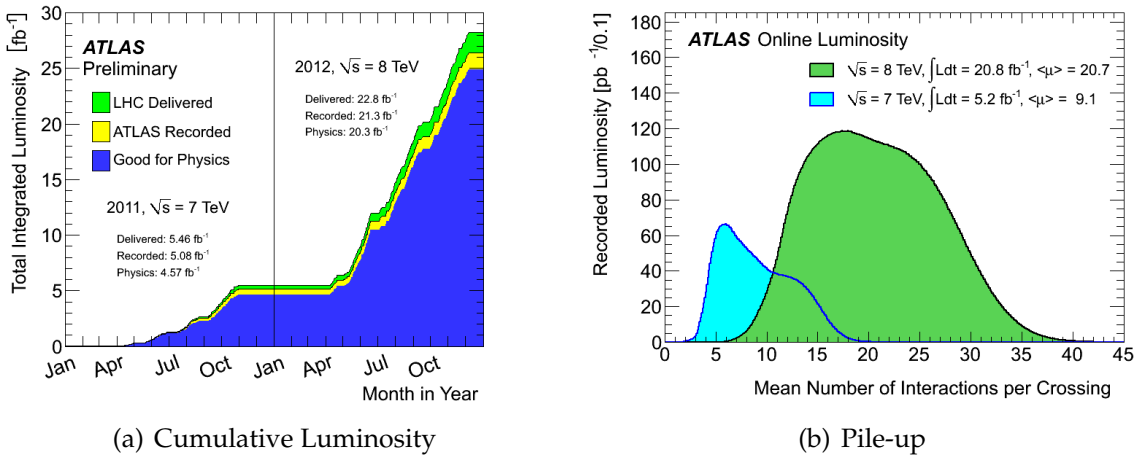 Total Integrated Luminosity [fb⁻¹]
30
25
20
15
10
5
0
ATLAS
Preliminary
LHC Delivered
ATLAS Recorded
Good for Physics
2011, √s = 7 TeV
Delivered: 5.46 fb⁻¹
Recorded: 5.08 fb⁻¹
Physics: 4.57 fb⁻¹
2012, √s = 8 TeV
Delivered: 22.8 fb⁻¹
Recorded: 21.3 fb⁻¹
Physics: 20.3 fb⁻¹
Jan Apr Jul Oct Jan Apr Jul Oct
Month in Year
(a) Cumulative Luminosity
Recorded Luminosity [pb⁻¹/0.1]
180
160
140
120
100
80
60
40
20
0
ATLAS Online Luminosity
√s = 8 TeV, ∫Ldt = 20.8 fb⁻¹, <μ> = 20.7
√s = 7 TeV, ∫Ldt = 5.2 fb⁻¹, <μ> = 9.1
0 5 10 15 20 25 30 35 40 45
Mean Number of Interactions per Crossing
(b) Pile-up